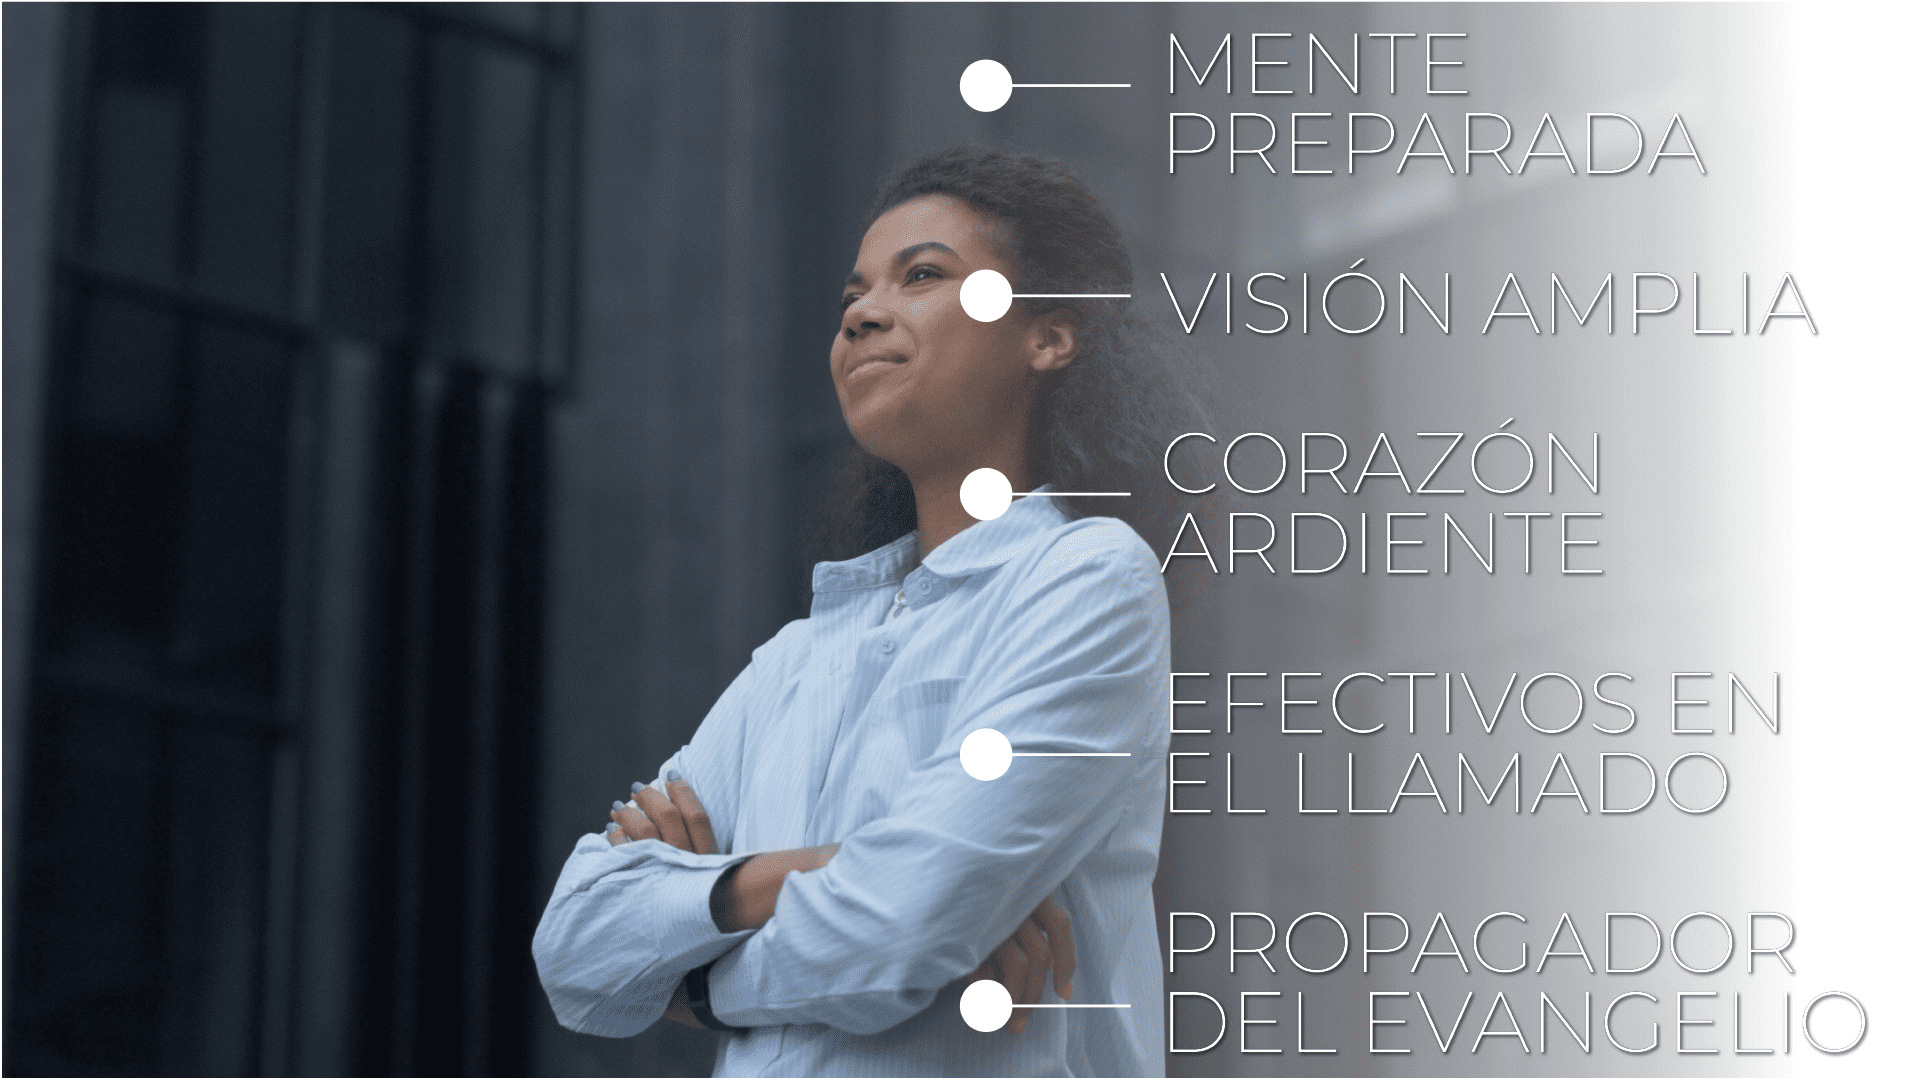 MENTE
PREPARADA
VISIÓN AMPLIA
CORAZÓN
ARDIENTE
EFECTIVOS EN
EL LLAMADO
PROPAGADOR
DEL EVANGELIO